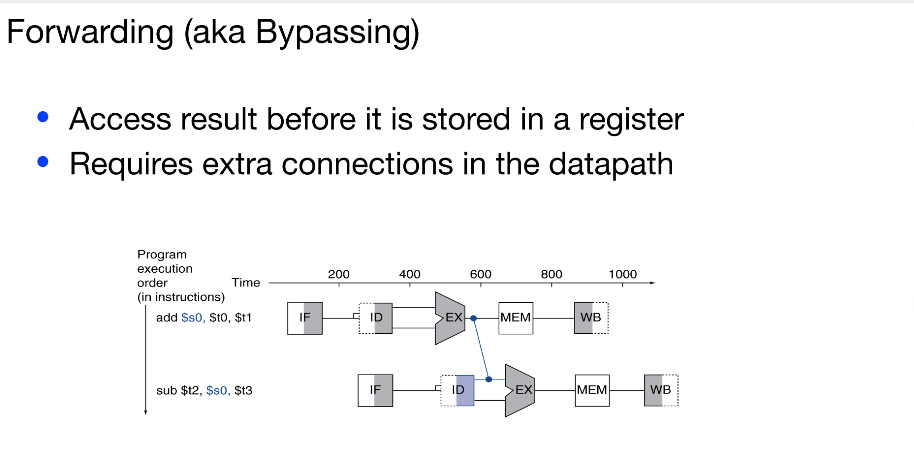 Forwarding (aka Bypassing)
• Access result before it is stored in a register
• Requires extra connections in the datapath
Program
execution
order
(in instructions)
Time
200 400 600 800 1000
add $s0, $t0, $t1
IF ID EX MEM WB
sub $t2, $s0, $t3
IF ID EX MEM WB